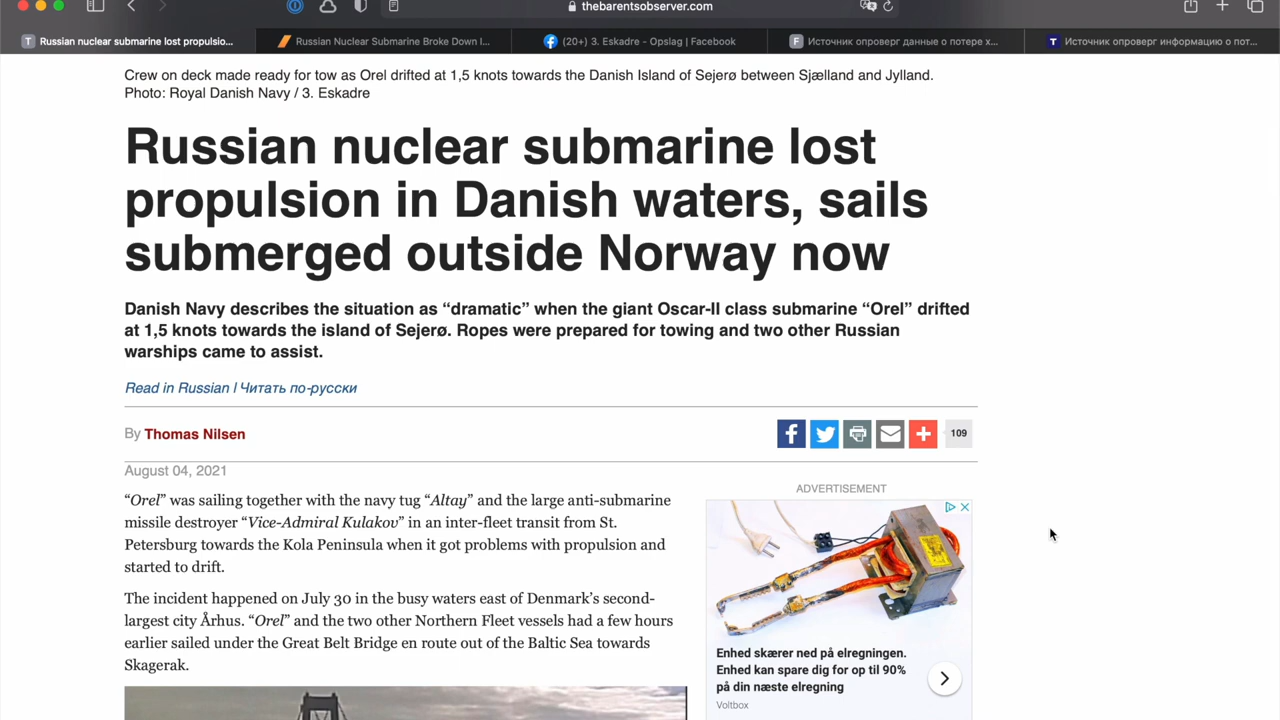 thebarentsobserver.com
Russian nuclear submarine lost propulsio...
Russian Nuclear Submarine Broke Down I...
(20+) 3. Eskadre - Opslag | Facebook
Источник опроверг данные о потере х...
Источник опроверг информацию о пот...
Crew on deck made ready for tow as Orel drifted at 1,5 knots towards the Danish Island of Sejerø between Sjælland and Jylland.
Photo: Royal Danish Navy / 3. Eskadre
Russian nuclear submarine lost
propulsion in Danish waters, sails
submerged outside Norway now
Danish Navy describes the situation as “dramatic” when the giant Oscar-II class submarine “Orel” drifted
at 1,5 knots towards the island of Sejerø. Ropes were prepared for towing and two other Russian
warships came to assist.
Read in Russian | Читать по-русски
By Thomas Nilsen
109
August 04, 2021
“Orel” was sailing together with the navy tug “Altay” and the large anti-submarine
missile destroyer “Vice-Admiral Kulakov” in an inter-fleet transit from St.
Petersburg towards the Kola Peninsula when it got problems with propulsion and
started to drift.
The incident happened on July 30 in the busy waters east of Denmark’s second-
largest city Århus. “Orel” and the two other Northern Fleet vessels had a few hours
earlier sailed under the Great Belt Bridge en route out of the Baltic Sea towards
Skagerak.
ADVERTISEMENT
Enhed skærer ned på elregningen.
Enhed kan spare dig for op til 90%
på din næste elregning
Voltbox